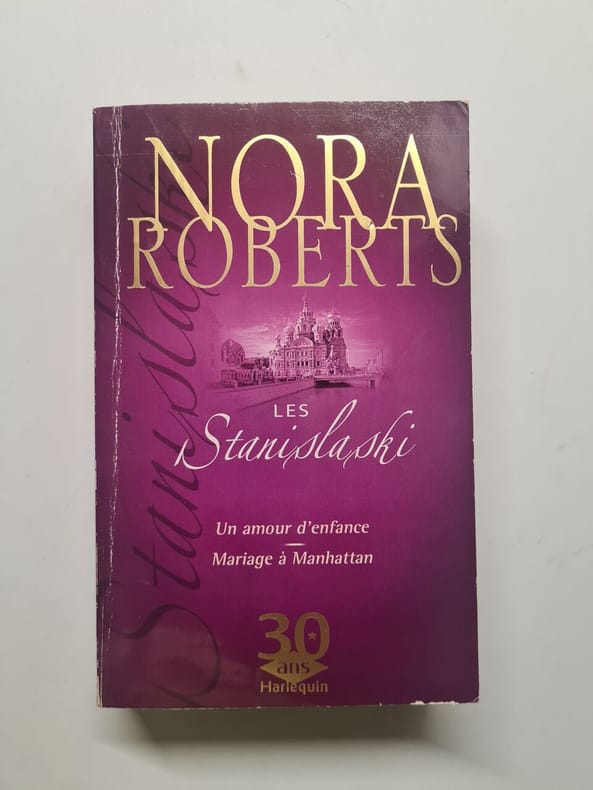 NORA
ROBERTS
LES
Stanislaski
Un amour d'enfance
Mariage à Manhattan
30*
ans
Harlequin
Stanislaski